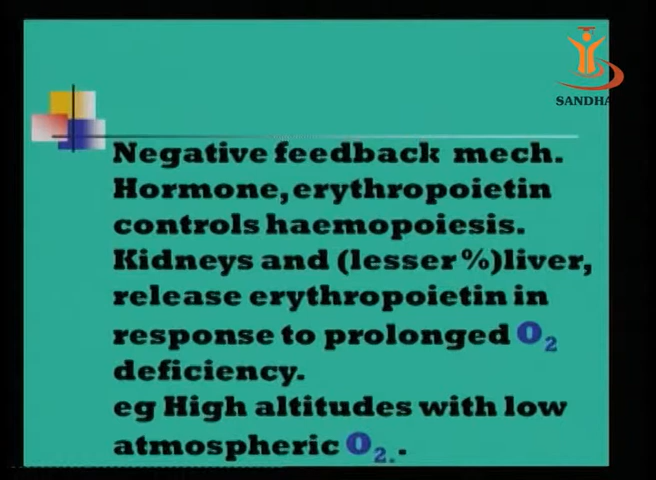 SANDHA
Negative feedback mech.
Hormone, erythropoietin
controls haemopoiesis.
Kidneys and (lesser %)liver,
release erythropoietin in
response to prolonged O₂
deficiency.
eg High altitudes with low
atmospheric O₂..